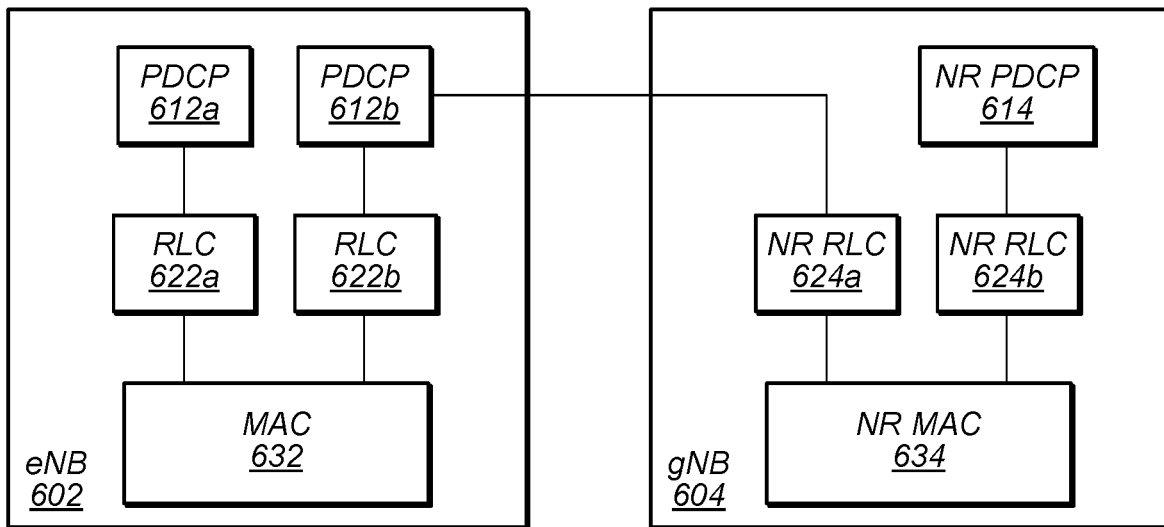 PDCP
612a
PDCP
612b
NR PDCP
614
RLC
622a
RLC
622b
NR RLC
624a
NR RLC
624b
MAC
632
NR MAC
634
eNB
602
gNB
604